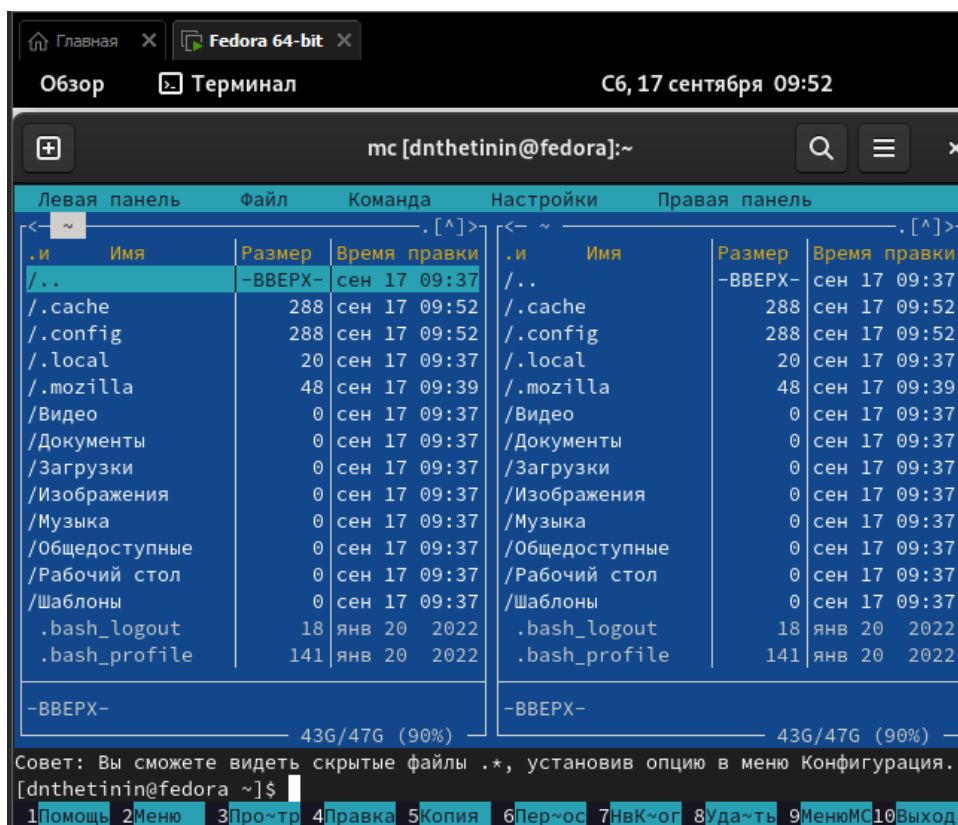 Главная
Fedora 64-bit
Обзор Терминал Сб, 17 сентября 09:52
mc [dnthetinin@fedora]:~
Левая панель Файл Команда Настройки Правая панель
<— ~ .[^]> <— ~ .[^]>
.и Имя Размер Время правки .и Имя Размер Время правки
/.. -ВВЕРХ- сен 17 09:37 /.. -ВВЕРХ- сен 17 09:37
/.cache 288 сен 17 09:52 /.cache 288 сен 17 09:52
/.config 288 сен 17 09:52 /.config 288 сен 17 09:52
/.local 20 сен 17 09:37 /.local 20 сен 17 09:37
/.mozilla 48 сен 17 09:39 /.mozilla 48 сен 17 09:39
/Видео 0 сен 17 09:37 /Видео 0 сен 17 09:37
/Документы 0 сен 17 09:37 /Документы 0 сен 17 09:37
/Загрузки 0 сен 17 09:37 /Загрузки 0 сен 17 09:37
/Изображения 0 сен 17 09:37 /Изображения 0 сен 17 09:37
/Музыка 0 сен 17 09:37 /Музыка 0 сен 17 09:37
/Общедоступные 0 сен 17 09:37 /Общедоступные 0 сен 17 09:37
/Рабочий стол 0 сен 17 09:37 /Рабочий стол 0 сен 17 09:37
/Шаблоны 0 сен 17 09:37 /Шаблоны 0 сен 17 09:37
.bash_logout 18 янв 20 2022 .bash_logout 18 янв 20 2022
.bash_profile 141 янв 20 2022 .bash_profile 141 янв 20 2022
-ВВЕРХ- -ВВЕРХ-
43G/47G (90%) 43G/47G (90%)
Совет: Вы сможете видеть скрытые файлы .*, установив опцию в меню Конфигурация.
[dnthetinin@fedora ~]$
1Помощь 2Меню 3Про~тр 4Правка 5Копия 6Пер~ос 7НвК~ог 8Уда~ть 9МенюМС 10Выход